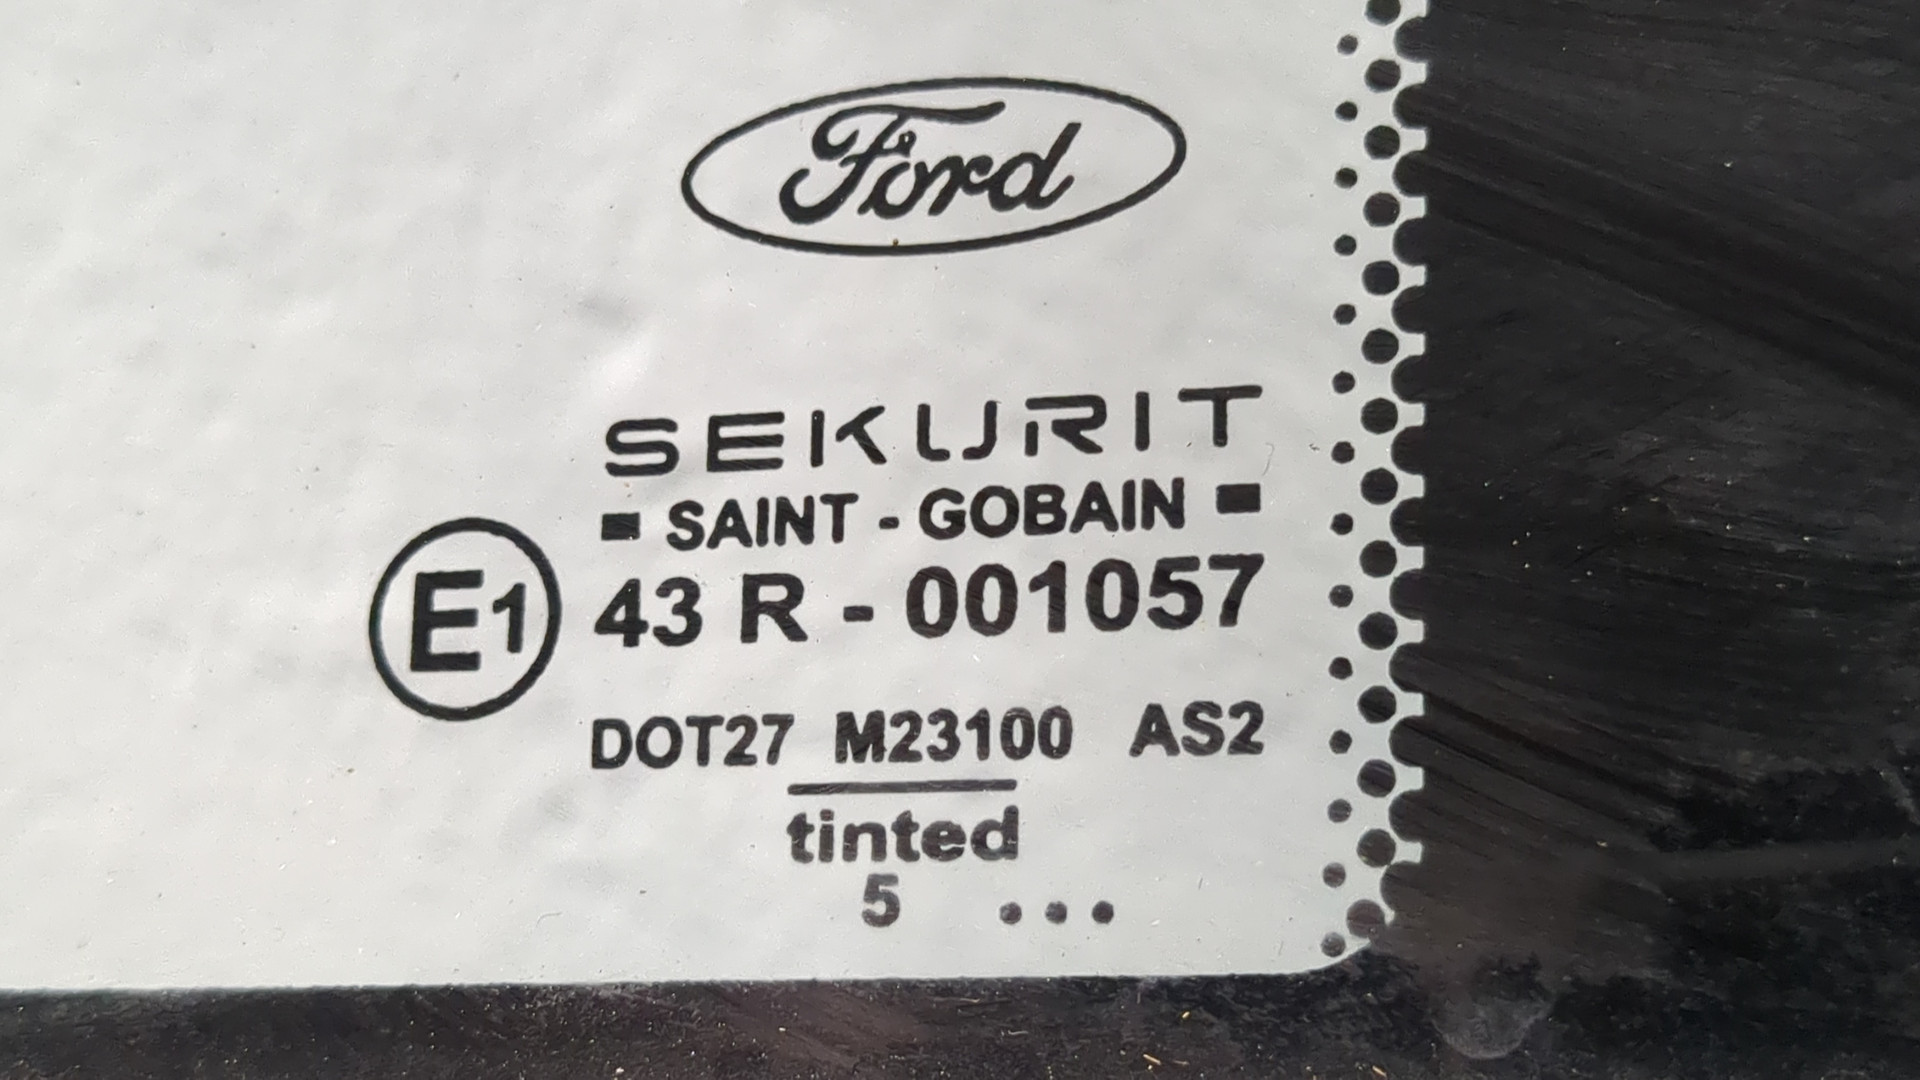 Ford
SEKURIT
SAINT - GOBAIN
E1 43 R - 001057
DOT27 M23100 AS2
tinted
5 ...